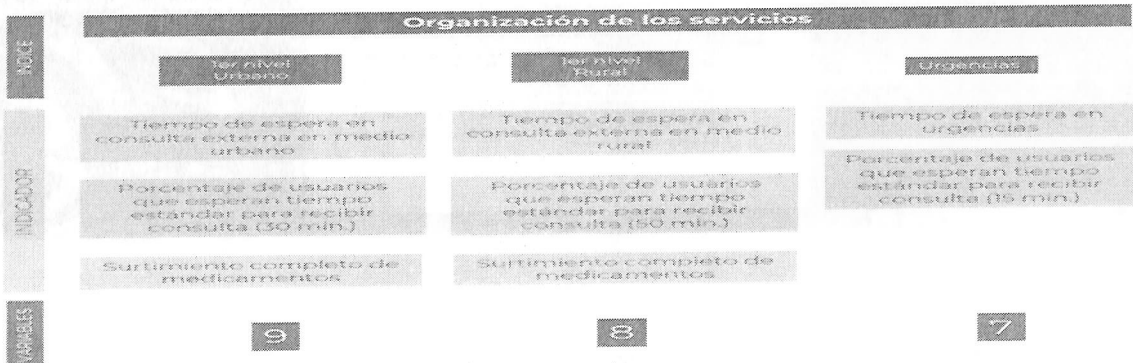 Organización de los servicios
ÍNDICE
1er nivel
Urbano
1er nivel
Rural
Urgencias
INDICADOR
Tiempo de espera en
consulta externa en medio
urbano
Tiempo de espera en
consulta externa en medio
rural
Tiempo de espera en
urgencias
Porcentaje de usuarios
que esperan tiempo
estándar para recibir
consulta (30 min.)
Porcentaje de usuarios
que esperan tiempo
estándar para recibir
consulta (50 min.)
Porcentaje de usuarios
que esperan tiempo
estándar para recibir
consulta (15 min.)
Surtimiento completo de
medicamentos
Surtimiento completo de
medicamentos
VARIABLES
9
8
7